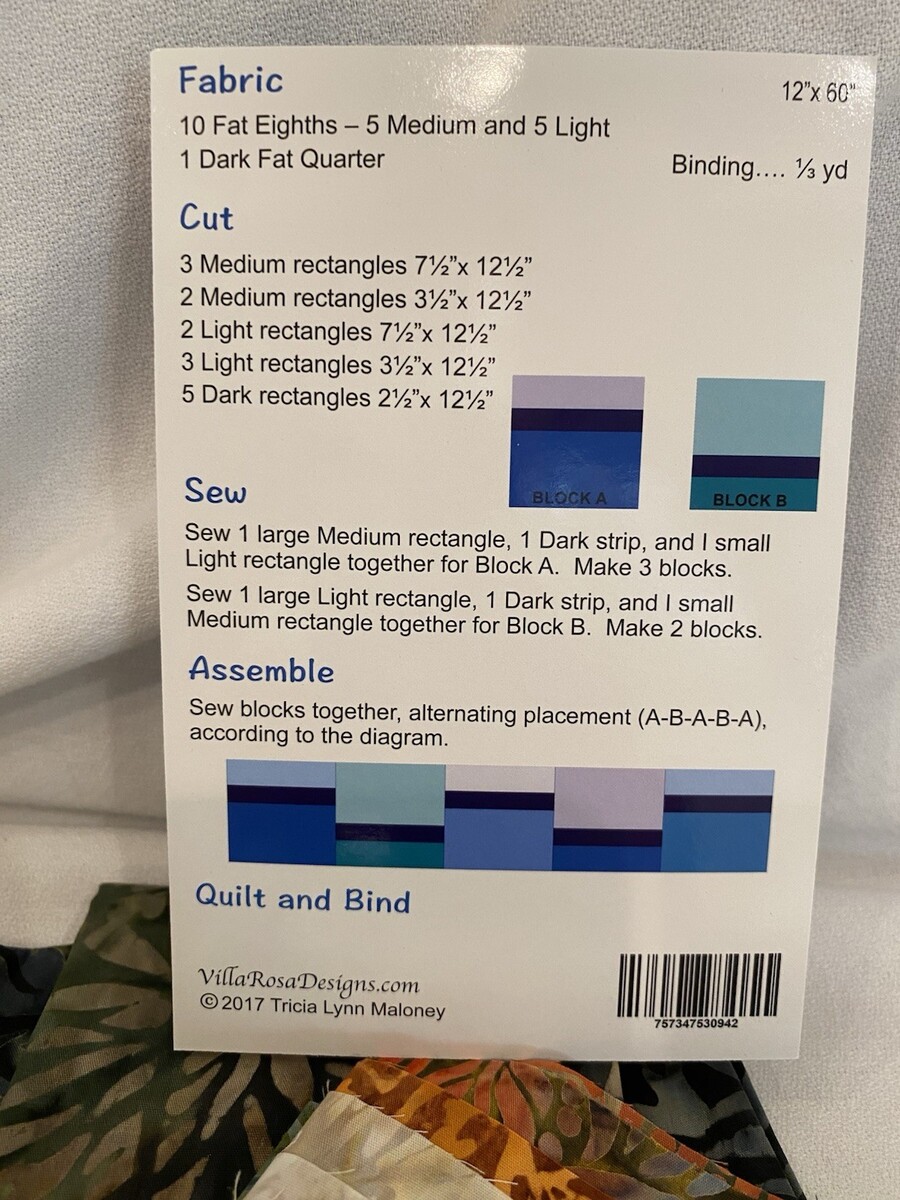 Fabric
12”x 60”
10 Fat Eighths – 5 Medium and 5 Light
1 Dark Fat Quarter
Binding.... ⅓ yd
Cut
3 Medium rectangles 7½”x 12½”
2 Medium rectangles 3½”x 12½”
2 Light rectangles 7½”x 12½”
3 Light rectangles 3½”x 12½”
5 Dark rectangles 2½”x 12½”
BLOCK A
BLOCK B
Sew
Sew 1 large Medium rectangle, 1 Dark strip, and I small
Light rectangle together for Block A. Make 3 blocks.
Sew 1 large Light rectangle, 1 Dark strip, and I small
Medium rectangle together for Block B. Make 2 blocks.
Assemble
Sew blocks together, alternating placement (A-B-A-B-A),
according to the diagram.
Quilt and Bind
VillaRosaDesigns.com
©2017 Tricia Lynn Maloney
757347530942